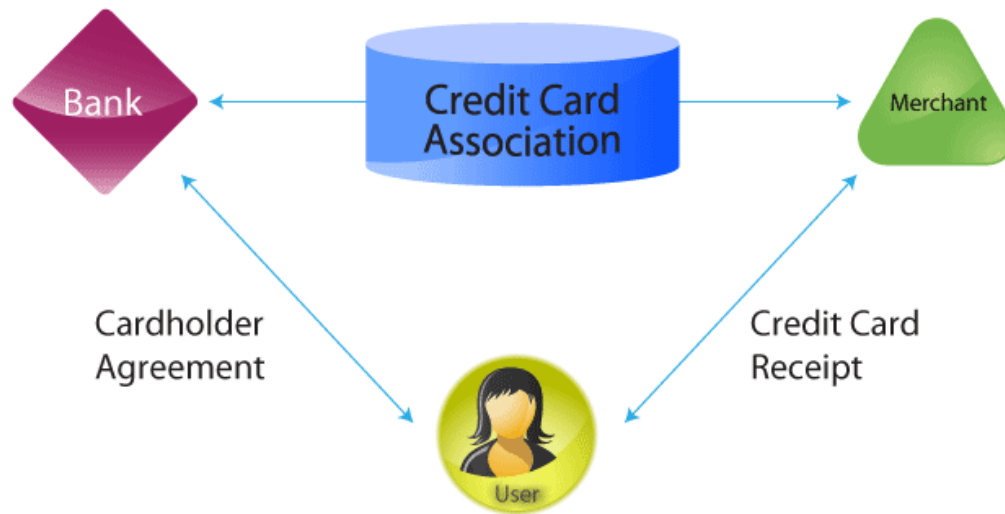 Bank
Credit Card
Association
Merchant
Cardholder
Agreement
Credit Card
Receipt
User